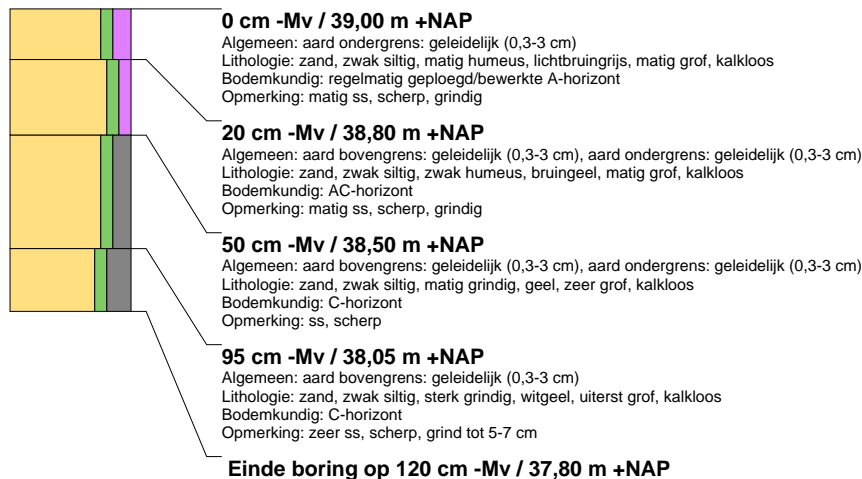 0 cm -Mv / 39,00 m +NAP
Algemeen: aard ondergrens: geleidelijk (0,3-3 cm)
Lithologie: zand, zwak siltig, matig humeus, lichtbruingrijs, matig grof, kalkloos
Bodemkundig: regelmatig geploegd/bewerkte A-horizont
Opmerking: matig ss, scherp, grindig
20 cm -Mv / 38,80 m +NAP
Algemeen: aard bovengrens: geleidelijk (0,3-3 cm), aard ondergrens: geleidelijk (0,3-3 cm)
Lithologie: zand, zwak siltig, zwak humeus, bruingeel, matig grof, kalkloos
Bodemkundig: AC-horizont
Opmerking: matig ss, scherp, grindig
50 cm -Mv / 38,50 m +NAP
Algemeen: aard bovengrens: geleidelijk (0,3-3 cm), aard ondergrens: geleidelijk (0,3-3 cm)
Lithologie: zand, zwak siltig, matig grindig, geel, zeer grof, kalkloos
Bodemkundig: C-horizont
Opmerking: ss, scherp
95 cm -Mv / 38,05 m +NAP
Algemeen: aard bovengrens: geleidelijk (0,3-3 cm)
Lithologie: zand, zwak siltig, sterk grindig, witgeel, uiterst grof, kalkloos
Bodemkundig: C-horizont
Opmerking: zeer ss, scherp, grind tot 5-7 cm
Einde boring op 120 cm -Mv / 37,80 m +NAP